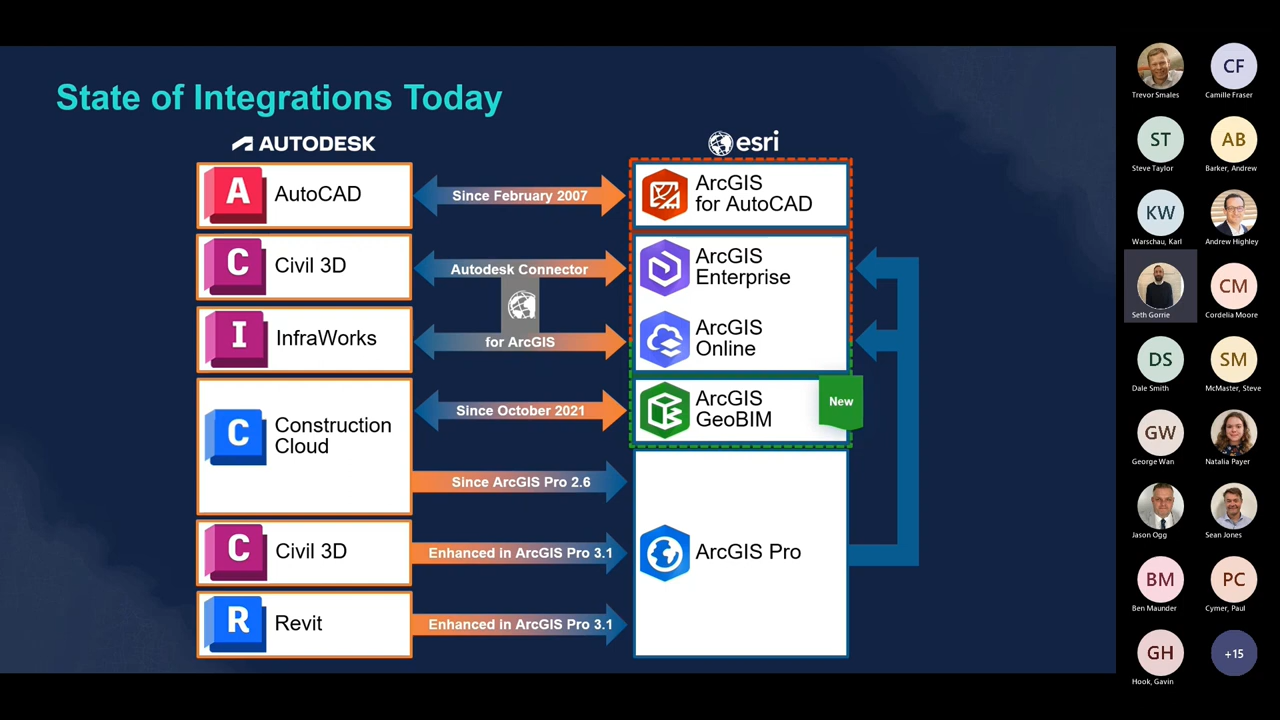 State of Integrations Today
AUTODESK
esri
A
AutoCAD
Since February 2007
ArcGIS
for AutoCAD
C
Civil 3D
Autodesk Connector
ArcGIS
Enterprise
I
InfraWorks
for ArcGIS
ArcGIS
Online
C
Construction
Cloud
Since October 2021
ArcGIS
GeoBIM
New
Since ArcGIS Pro 2.6
C
Civil 3D
Enhanced in ArcGIS Pro 3.1
ArcGIS Pro
R
Revit
Enhanced in ArcGIS Pro 3.1
Trevor Smales
CF
Camille Fraser
ST
Steve Taylor
AB
Barker, Andrew
KW
Warschau, Karl
Andrew Highley
Seth Gorrie
CM
Cordelia Moore
DS
Dale Smith
SM
McMaster, Steve
GW
George Wan
Natalia Payer
Jason Ogg
Sean Jones
BM
Ben Maunder
PC
Cymer, Paul
GH
Hook, Gavin
+15